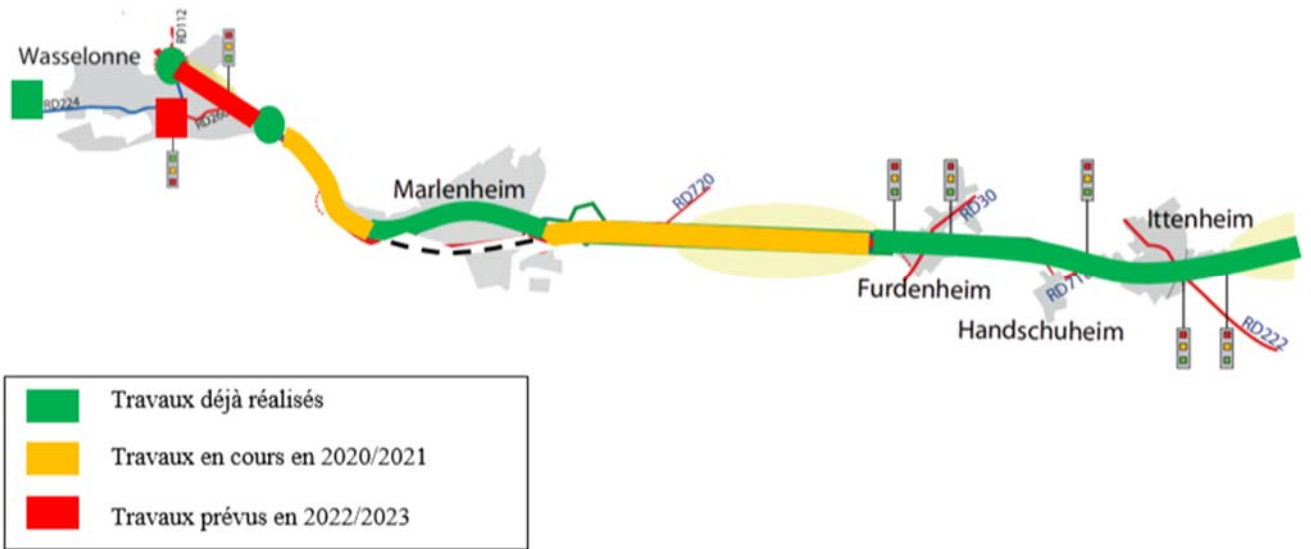 RD112
Wasselonne
RD224
Marlenheim
RD720
RD30
Ittenheim
Furdenheim
Handschuheim
RD222
Travaux déjà réalisés
Travaux en cours en 2020/2021
Travaux prévus en 2022/2023